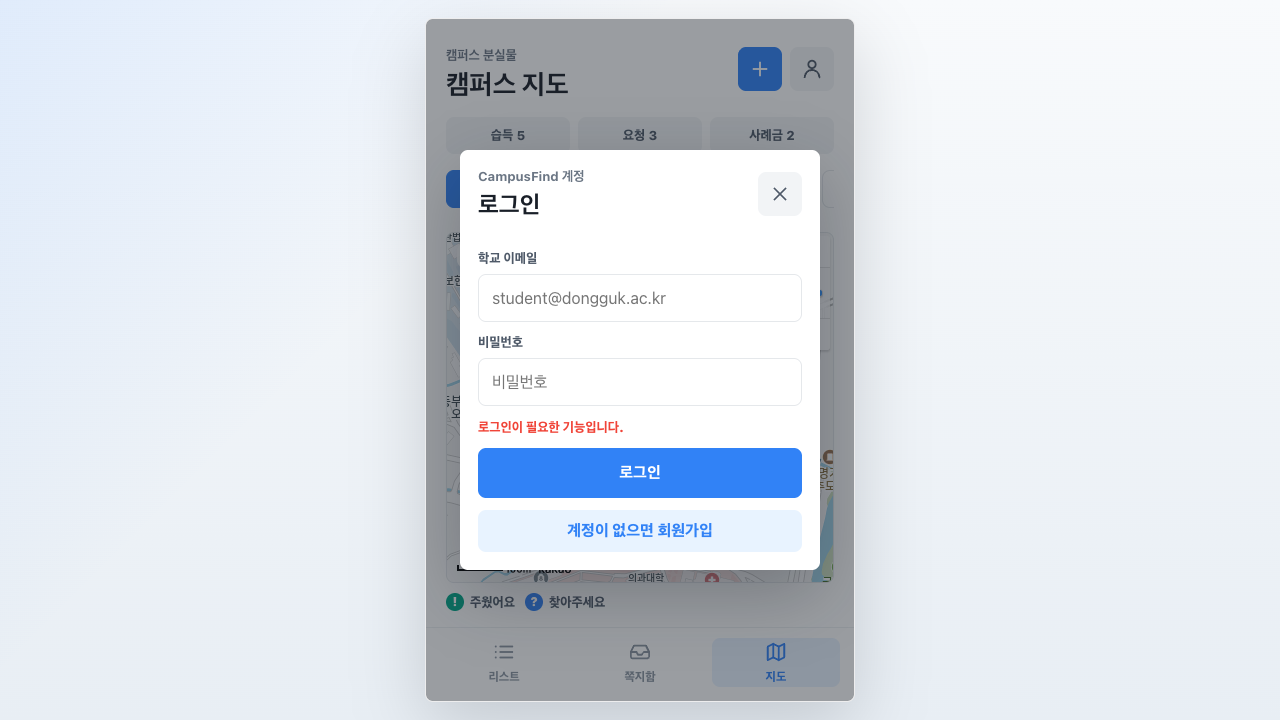 캠퍼스 분실물
캠퍼스 지도
습득 5
요청 3
사례금 2
CampusFind 계정
로그인
학교 이메일
student@dongguk.ac.kr
비밀번호
비밀번호
로그인이 필요한 기능입니다.
로그인
계정이 없으면 회원가입
의과대학
! 주웠어요
? 찾아주세요
리스트
쪽지함
지도